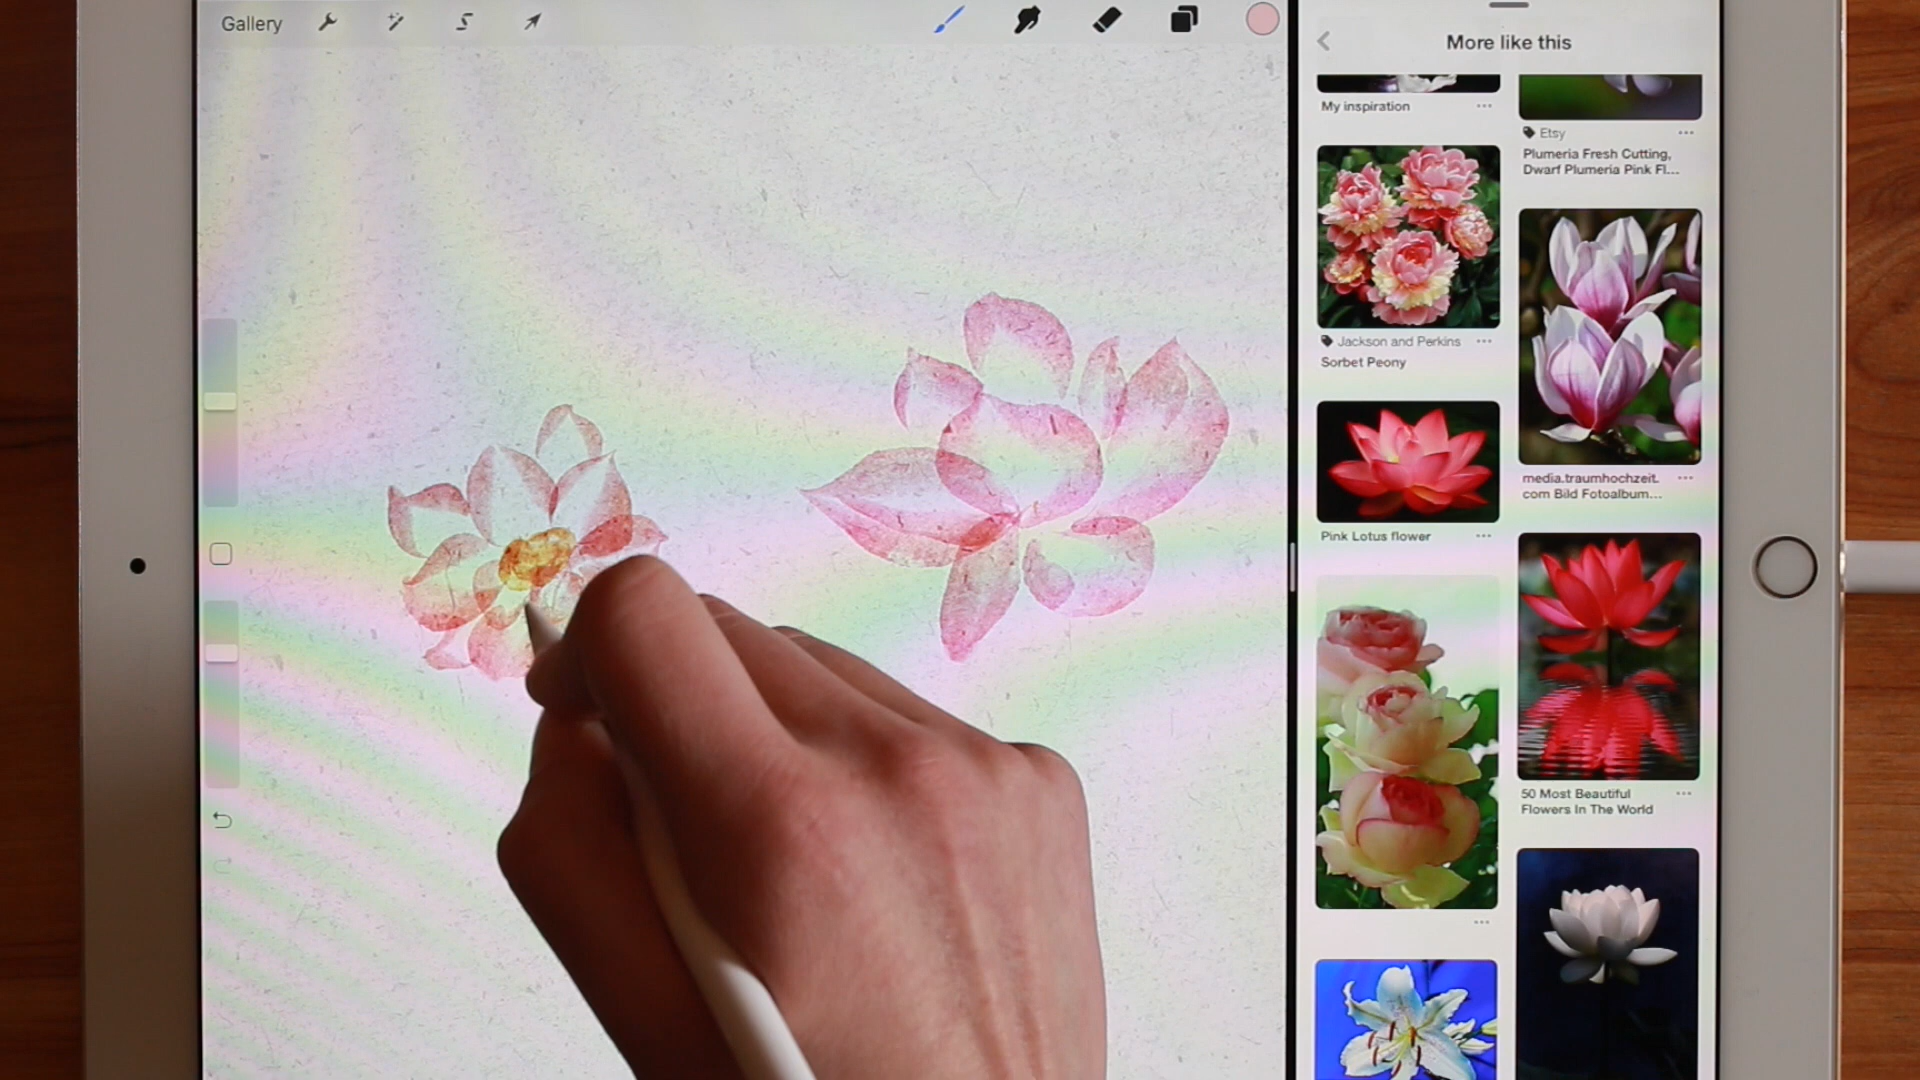 Gallery
More like this
My inspiration
Etsy
Plumeria Fresh Cutting,
Dwarf Plumeria Pink Fl...
Jackson and Perkins
Sorbet Peony
media.traumhochzeit.
com Bild Fotoalbum...
Pink Lotus flower
50 Most Beautiful
Flowers In The World